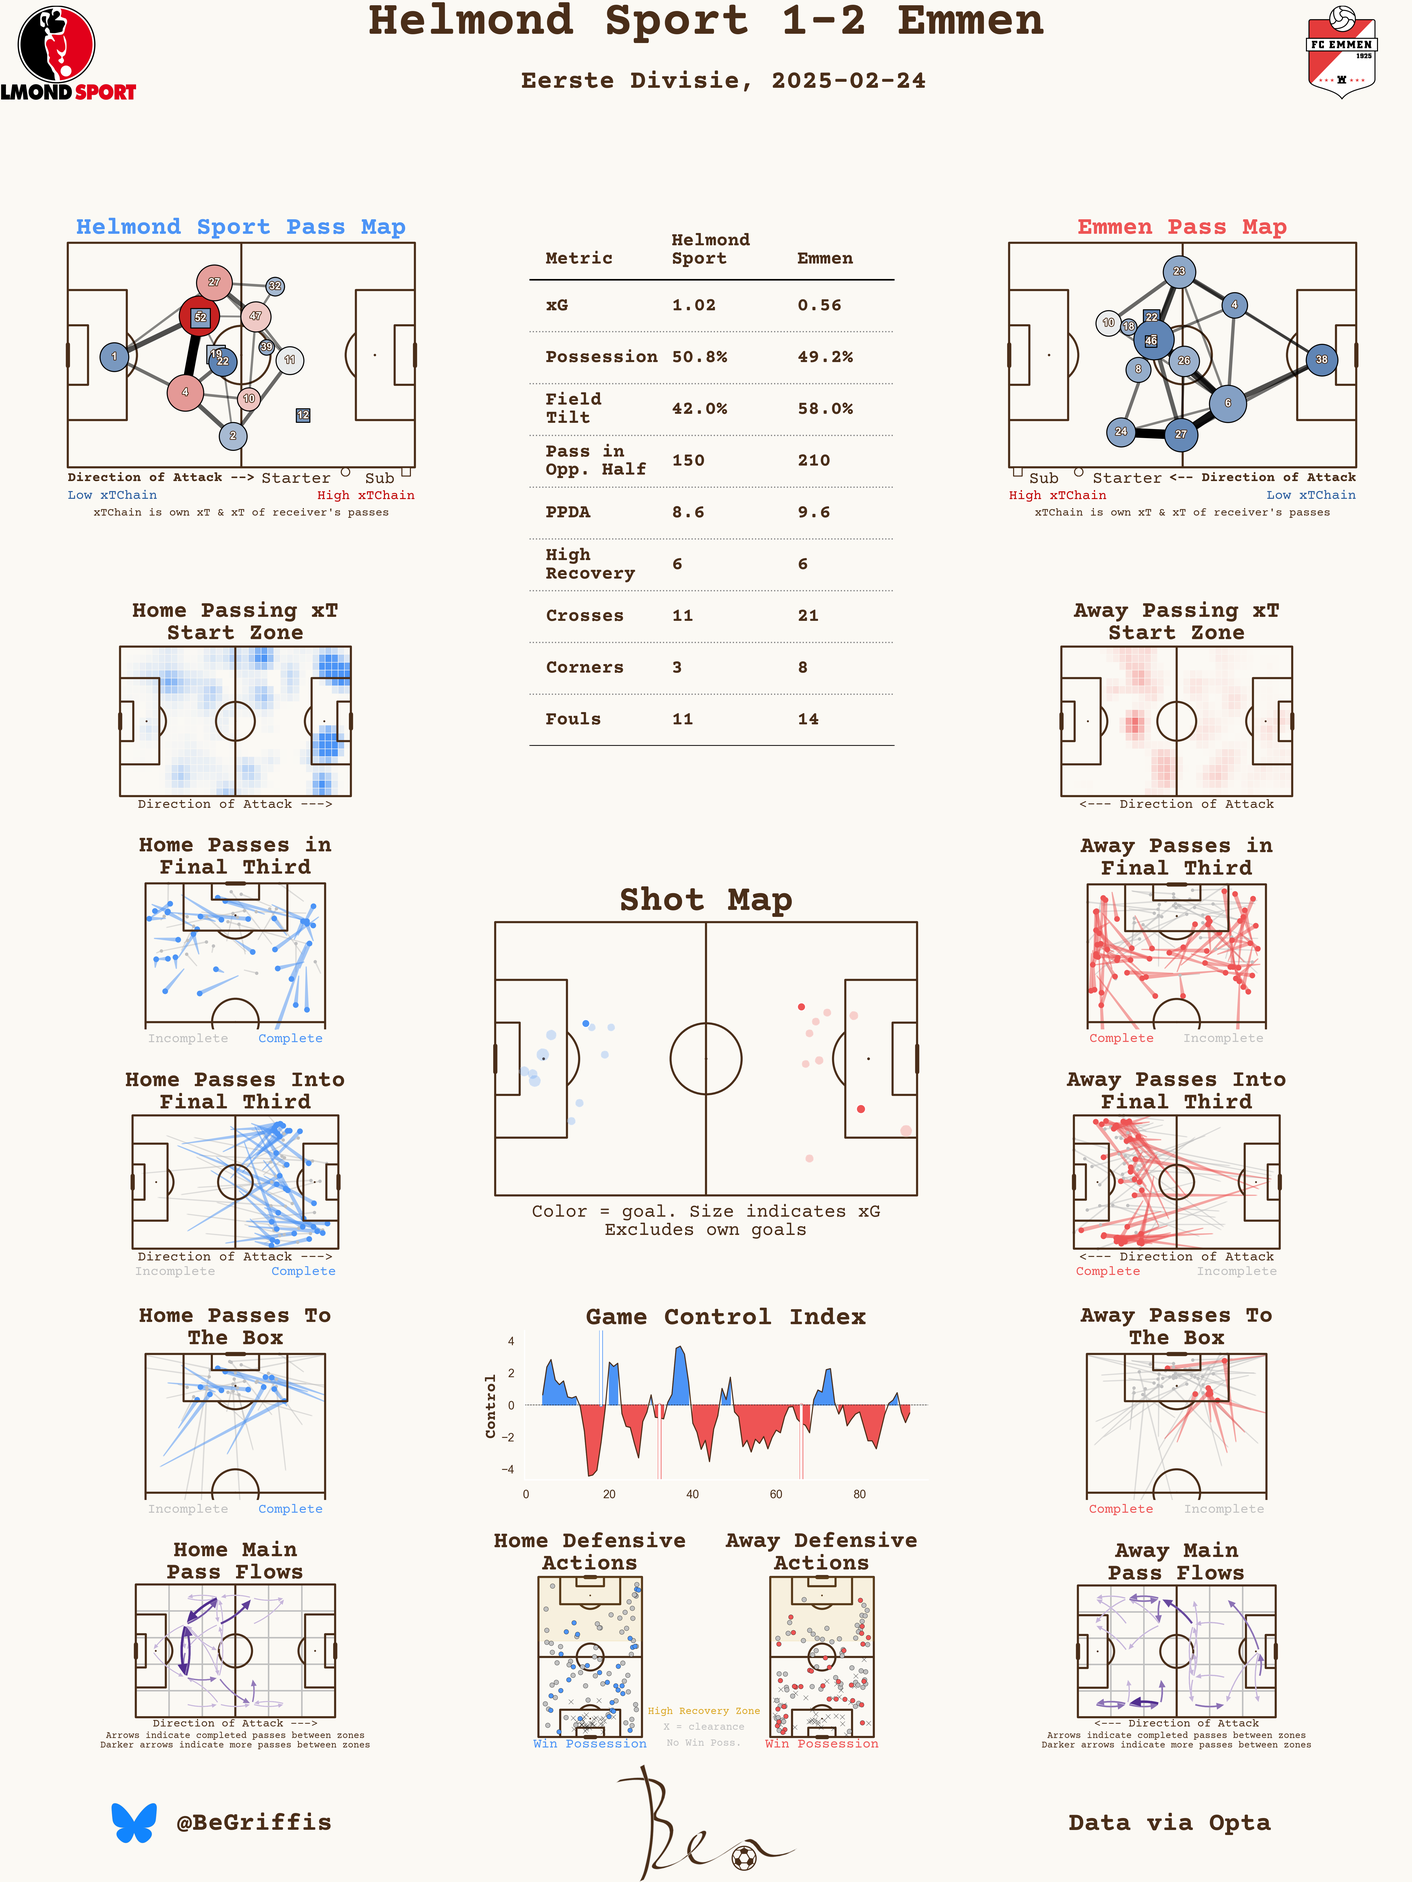 Helmond Sport 1-2 Emmen
Eerste Divisie, 2025-02-24
LMOND SPORT
FC EMMEN
1925
Helmond Sport Pass Map
27
32
52
47
1
19
22
39
11
4
10
12
2
Direction of Attack --> Starter Sub
Low xTChain High xTChain
xTChain is own xT & xT of receiver's passes
Metric Helmond Sport Emmen
xG 1.02 0.56
Possession 50.8% 49.2%
Field Tilt 42.0% 58.0%
Pass in Opp. Half 150 210
PPDA 8.6 9.6
High Recovery 6 6
Crosses 11 21
Corners 3 8
Fouls 11 14
Emmen Pass Map
23
4
10
18
22
46
26
38
8
6
24
27
Sub Starter <-- Direction of Attack
High xTChain Low xTChain
xTChain is own xT & xT of receiver's passes
Home Passing xT
Start Zone
Direction of Attack --->
Away Passing xT
Start Zone
<--- Direction of Attack
Home Passes in
Final Third
Incomplete Complete
Away Passes in
Final Third
Complete Incomplete
Shot Map
Color = goal. Size indicates xG
Excludes own goals
Home Passes Into
Final Third
Direction of Attack --->
Incomplete Complete
Away Passes Into
Final Third
<--- Direction of Attack
Complete Incomplete
Home Passes To
The Box
Incomplete Complete
Game Control Index
Control
4
2
0
−2
−4
0 20 40 60 80
Away Passes To
The Box
Complete Incomplete
Home Main
Pass Flows
Direction of Attack --->
Arrows indicate completed passes between zones
Darker arrows indicate more passes between zones
Home Defensive
Actions
Win Possession
Away Defensive
Actions
Win Possession
High Recovery Zone
X = clearance
No Win Poss.
Away Main
Pass Flows
<--- Direction of Attack
Arrows indicate completed passes between zones
Darker arrows indicate more passes between zones
@BeGriffis
Ben
Data via Opta